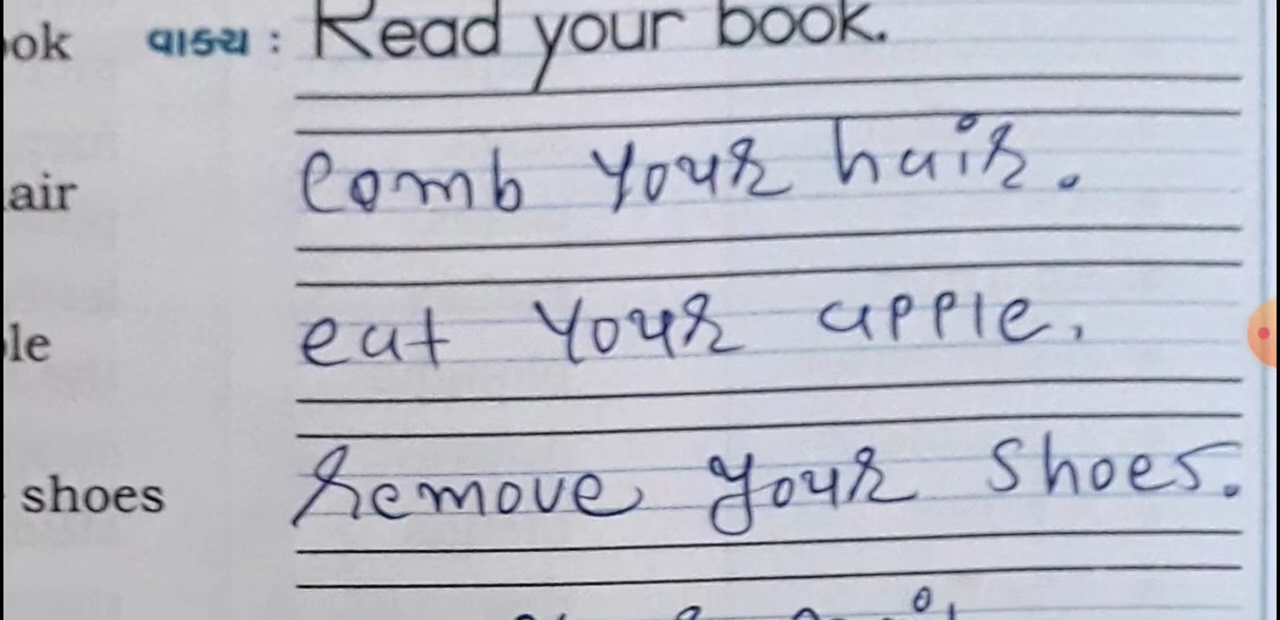 ok વાક્ય : Read your book.
air Comb your hair.
le eat your apple.
shoes Remove your shoes.